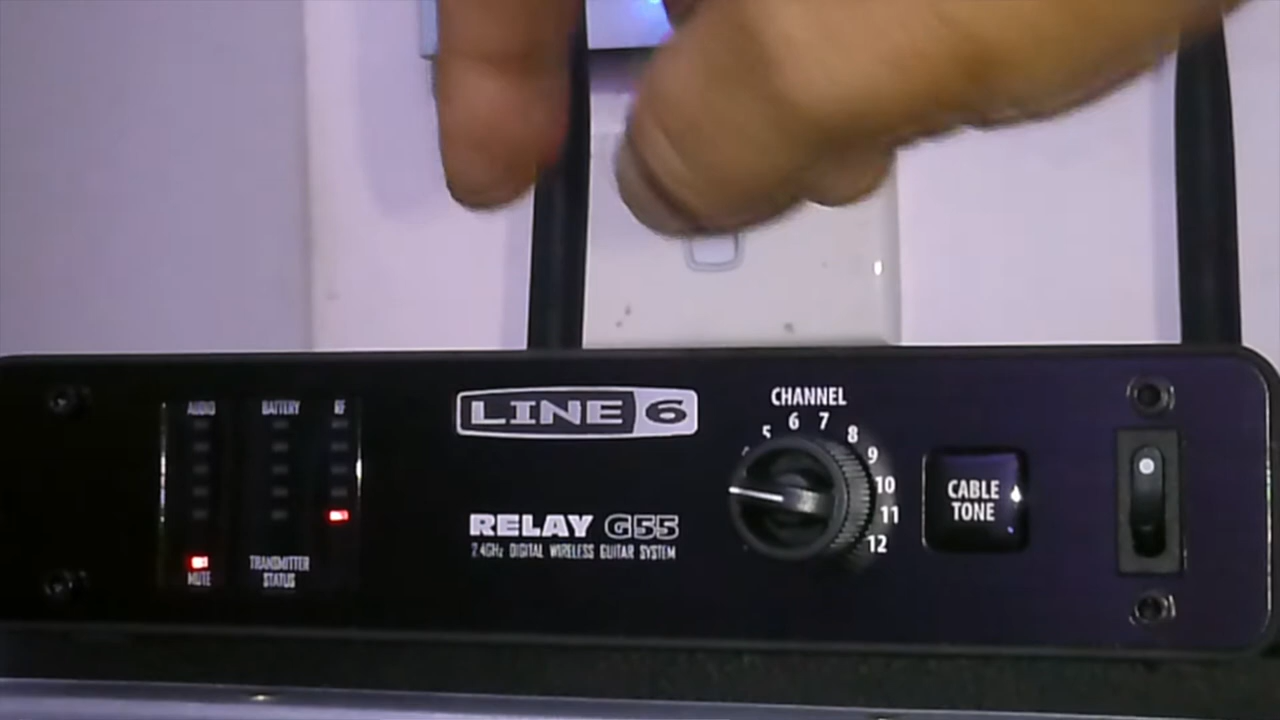 AUDIO
BATTERY
RF
MUTE
TRANSMITTER
STATUS
LINE 6
RELAY G55
2.4GHz DIGITAL WIRELESS GUITAR SYSTEM
CHANNEL
5 6 7 8 9 10 11 12
CABLE
TONE